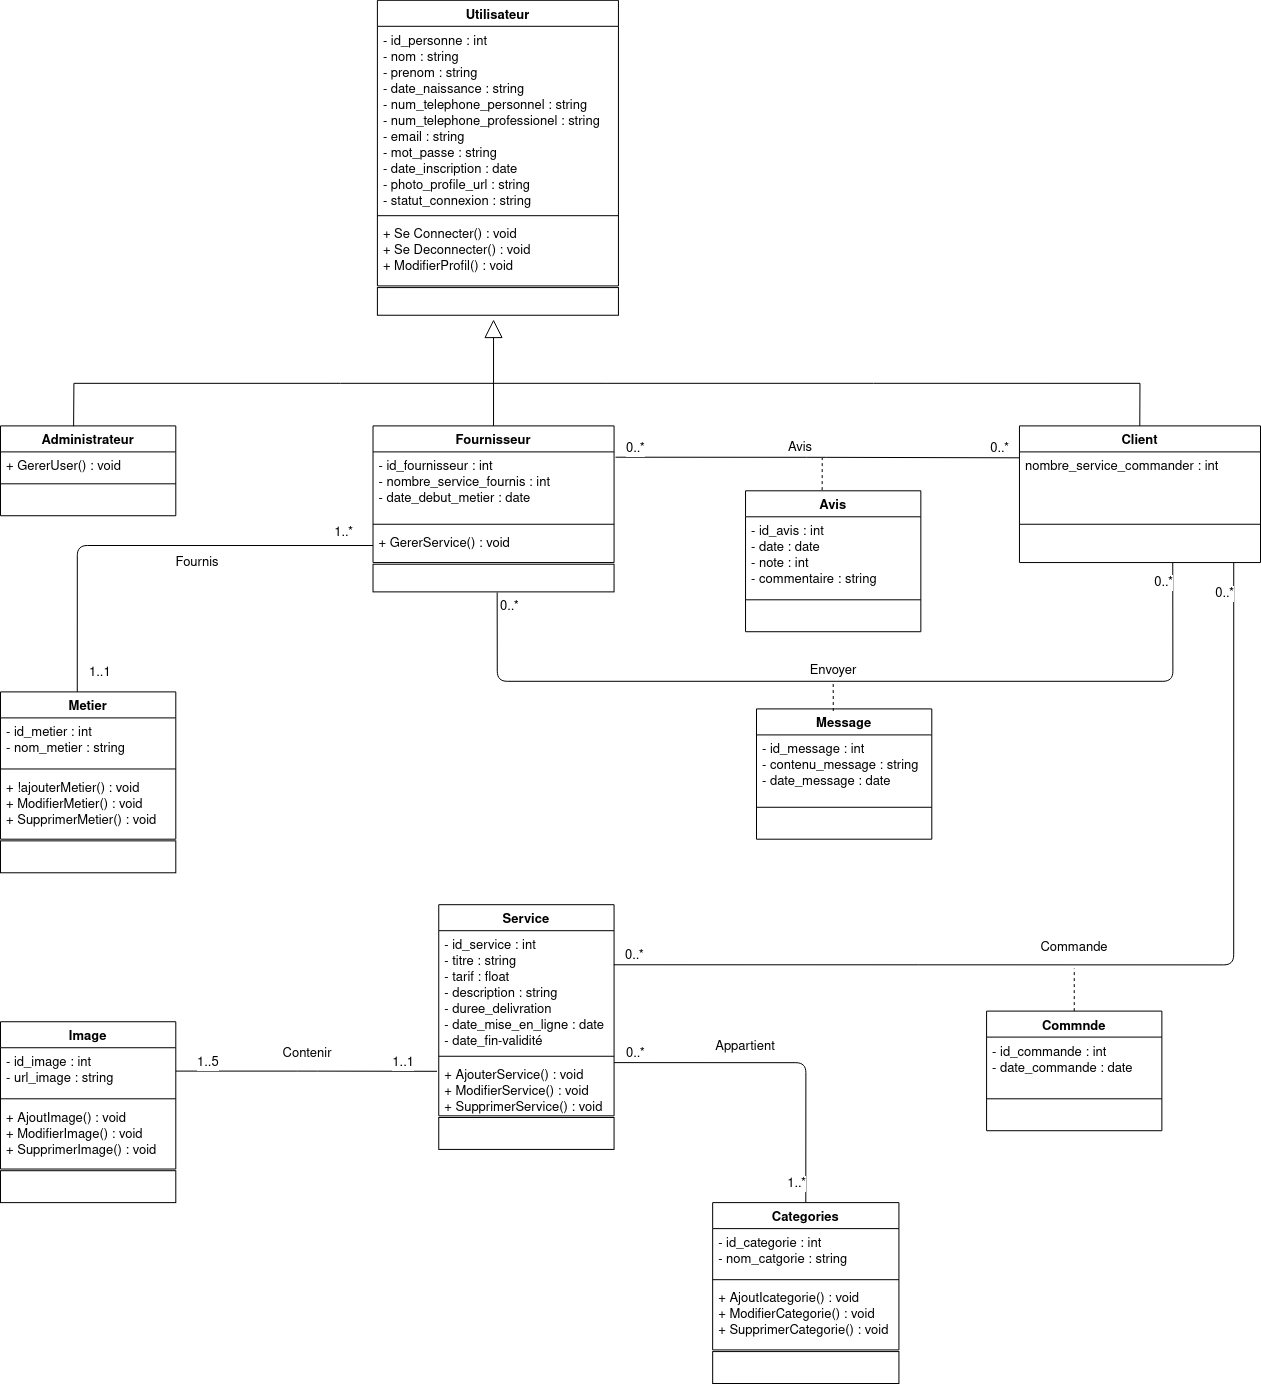 Utilisateur
- id_personne : int
- nom : string
- prenom : string
- date_naissance : string
- num_telephone_personnel : string
- num_telephone_professionel : string
- email : string
- mot_passe : string
- date_inscription : date
- photo_profile_url : string
- statut_connexion : string
+ Se Connecter() : void
+ Se Deconnecter() : void
+ ModifierProfil() : void
Administrateur
+ GererUser() : void
Fournisseur
- id_fournisseur : int
- nombre_service_fournis : int
- date_debut_metier : date
+ GererService() : void
0..*
Avis
0..*
Client
nombre_service_commander : int
Avis
- id_avis : int
- date : date
- note : int
- commentaire : string
1..*
Fournis
1..1
0..*
0..*
0..*
Envoyer
Metier
- id_metier : int
- nom_metier : string
+ !ajouterMetier() : void
+ ModifierMetier() : void
+ SupprimerMetier() : void
Message
- id_message : int
- contenu_message : string
- date_message : date
Service
- id_service : int
- titre : string
- tarif : float
- description : string
- duree_delivration
- date_mise_en_ligne : date
- date_fin-validité
+ AjouterService() : void
+ ModifierService() : void
+ SupprimerService() : void
0..*
Commande
Commnde
- id_commande : int
- date_commande : date
Image
- id_image : int
- url_image : string
+ AjoutImage() : void
+ ModifierImage() : void
+ SupprimerImage() : void
1..5
Contenir
1..1
0..*
Appartient
1..*
Categories
- id_categorie : int
- nom_catgorie : string
+ AjoutIcategorie() : void
+ ModifierCategorie() : void
+ SupprimerCategorie() : void